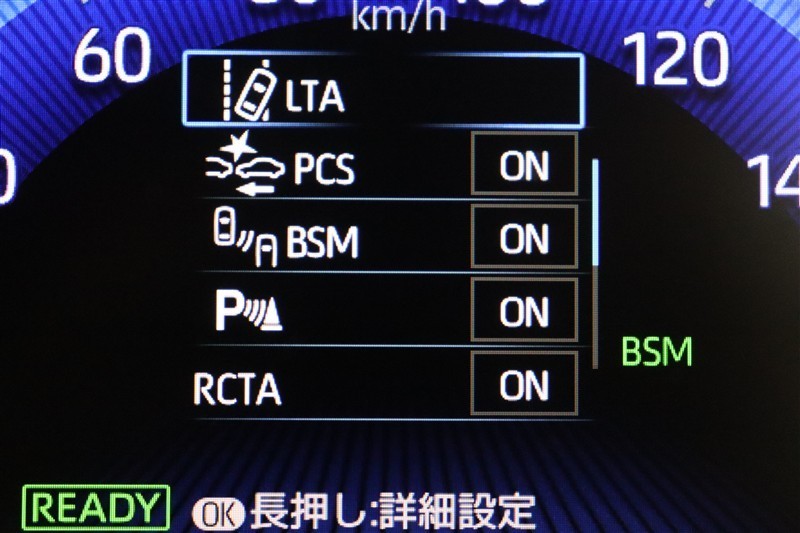 km/h
60
120
LTA
PCS ON
BSM ON
P ON
RCTA ON
BSM
READY
OK 長押し:詳細設定